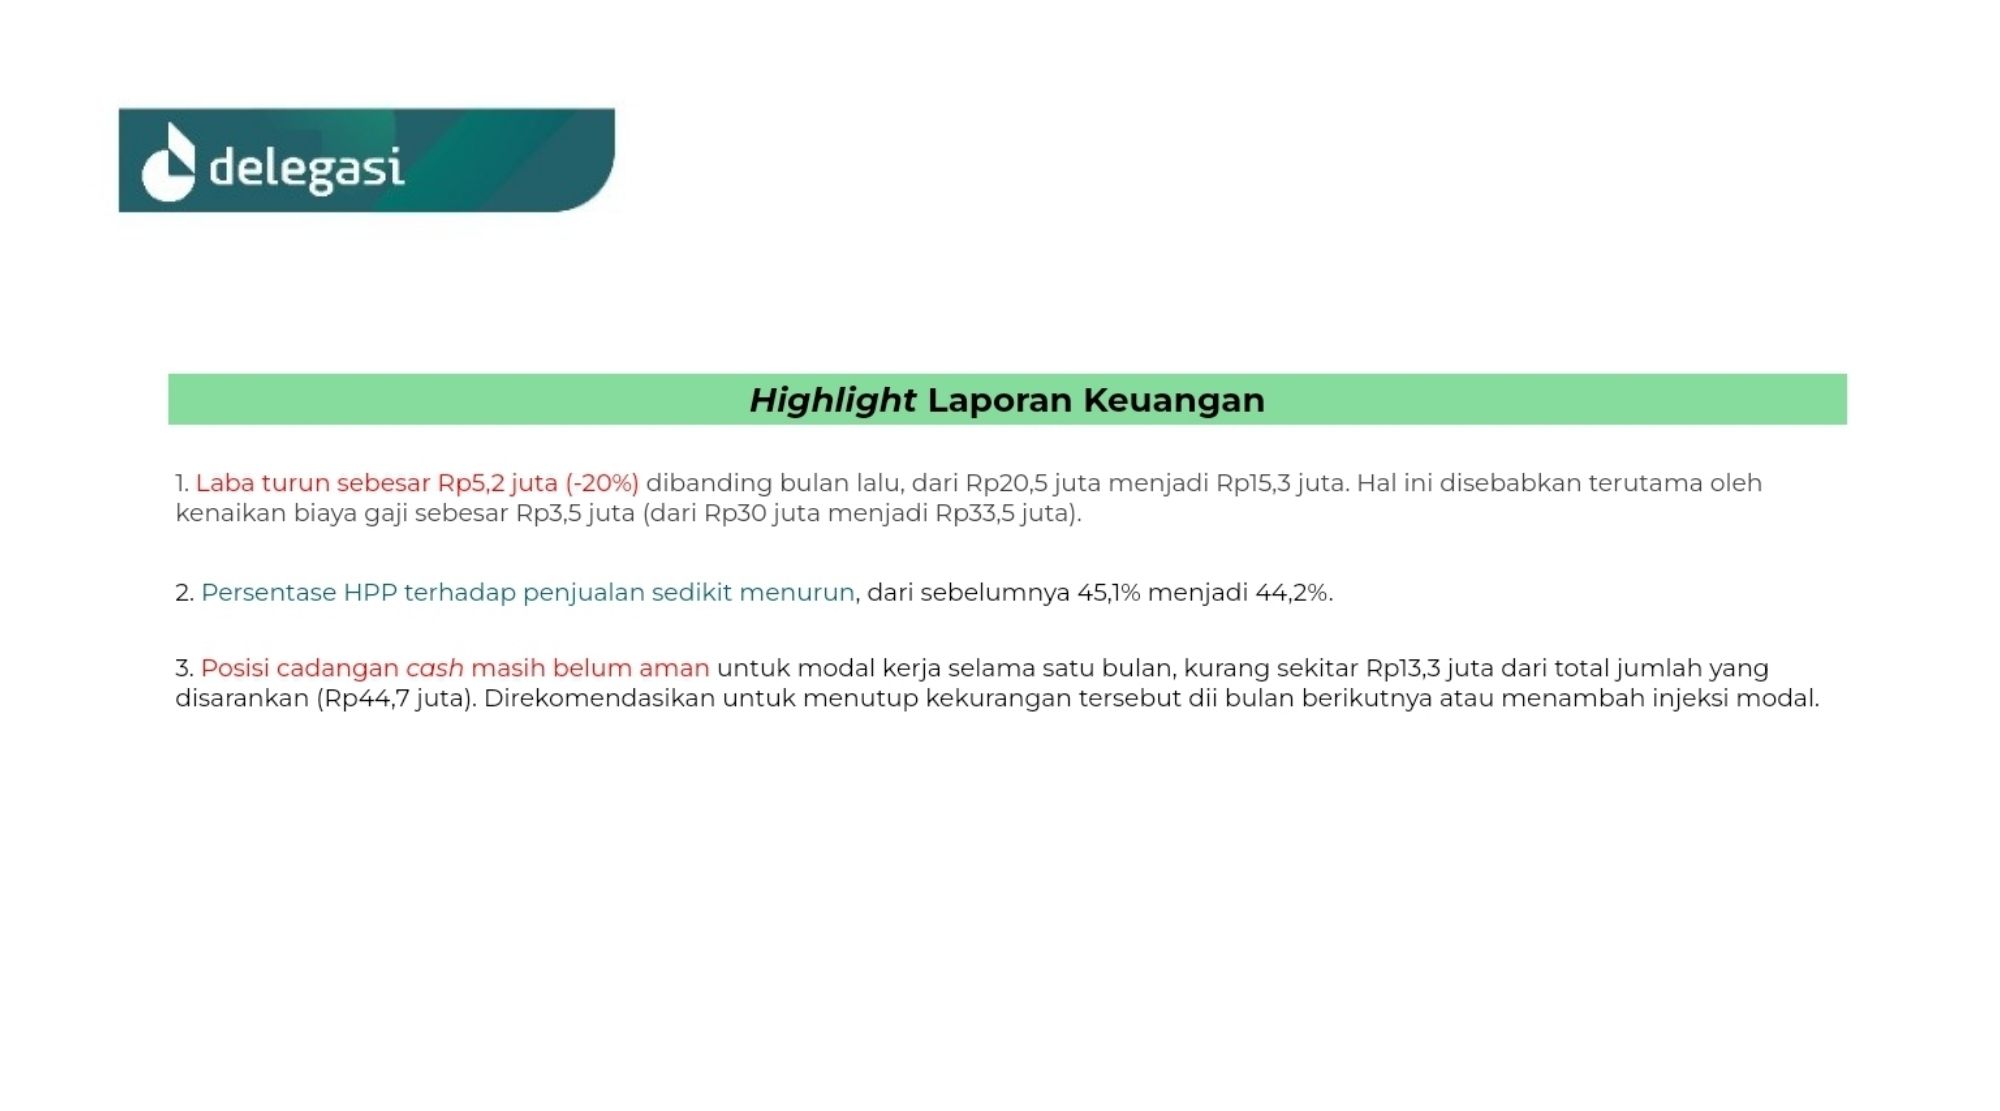 delegasi
Highlight Laporan Keuangan
1. Laba turun sebesar Rp5,2 juta (-20%) dibanding bulan lalu, dari Rp20,5 juta menjadi Rp15,3 juta. Hal ini disebabkan terutama oleh
kenaikan biaya gaji sebesar Rp3,5 juta (dari Rp30 juta menjadi Rp33,5 juta).
2. Persentase HPP terhadap penjualan sedikit menurun, dari sebelumnya 45,1% menjadi 44,2%.
3. Posisi cadangan cash masih belum aman untuk modal kerja selama satu bulan, kurang sekitar Rp13,3 juta dari total jumlah yang
disarankan (Rp44,7 juta). Direkomendasikan untuk menutup kekurangan tersebut dii bulan berikutnya atau menambah injeksi modal.